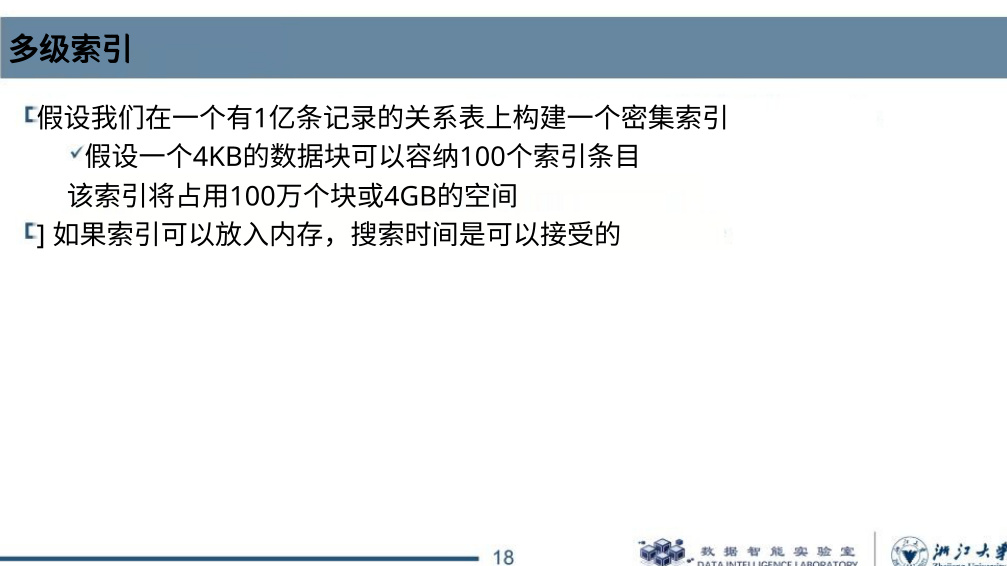 多级索引
假设我们在一个有1亿条记录的关系表上构建一个密集索引
假设一个4KB的数据块可以容纳100个索引条目
该索引将占用100万个块或4GB的空间
] 如果索引可以放入内存，搜索时间是可以接受的
18
数据智能实验室
DATA INTELLIGENCE LABORATORY
浙江大学